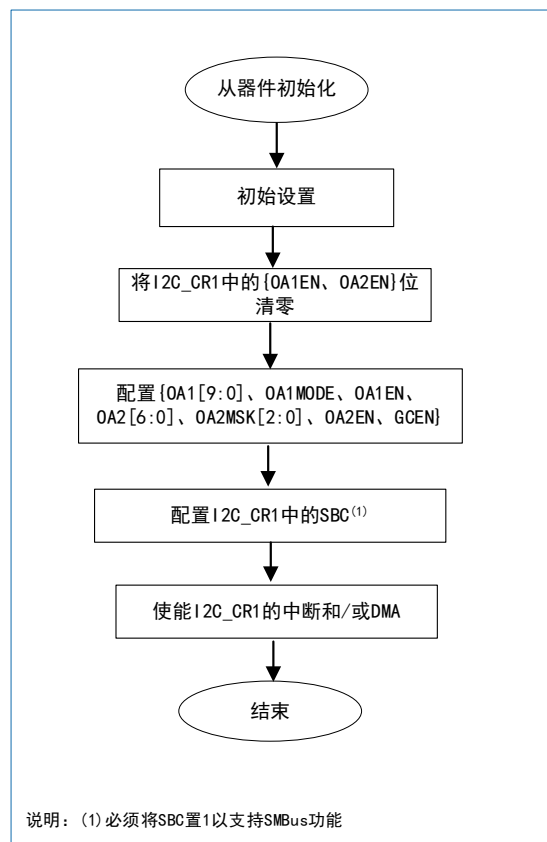 从器件初始化
初始设置
将I2C_CR1中的{OA1EN、OA2EN}位
清零
配置{OA1[9:0]、OA1MODE、OA1EN、
OA2[6:0]、OA2MSK[2:0]、OA2EN、GCEN}
配置I2C_CR1中的SBC(1)
使能I2C_CR1的中断和/或DMA
结束
说明：(1)必须将SBC置1以支持SMBus功能